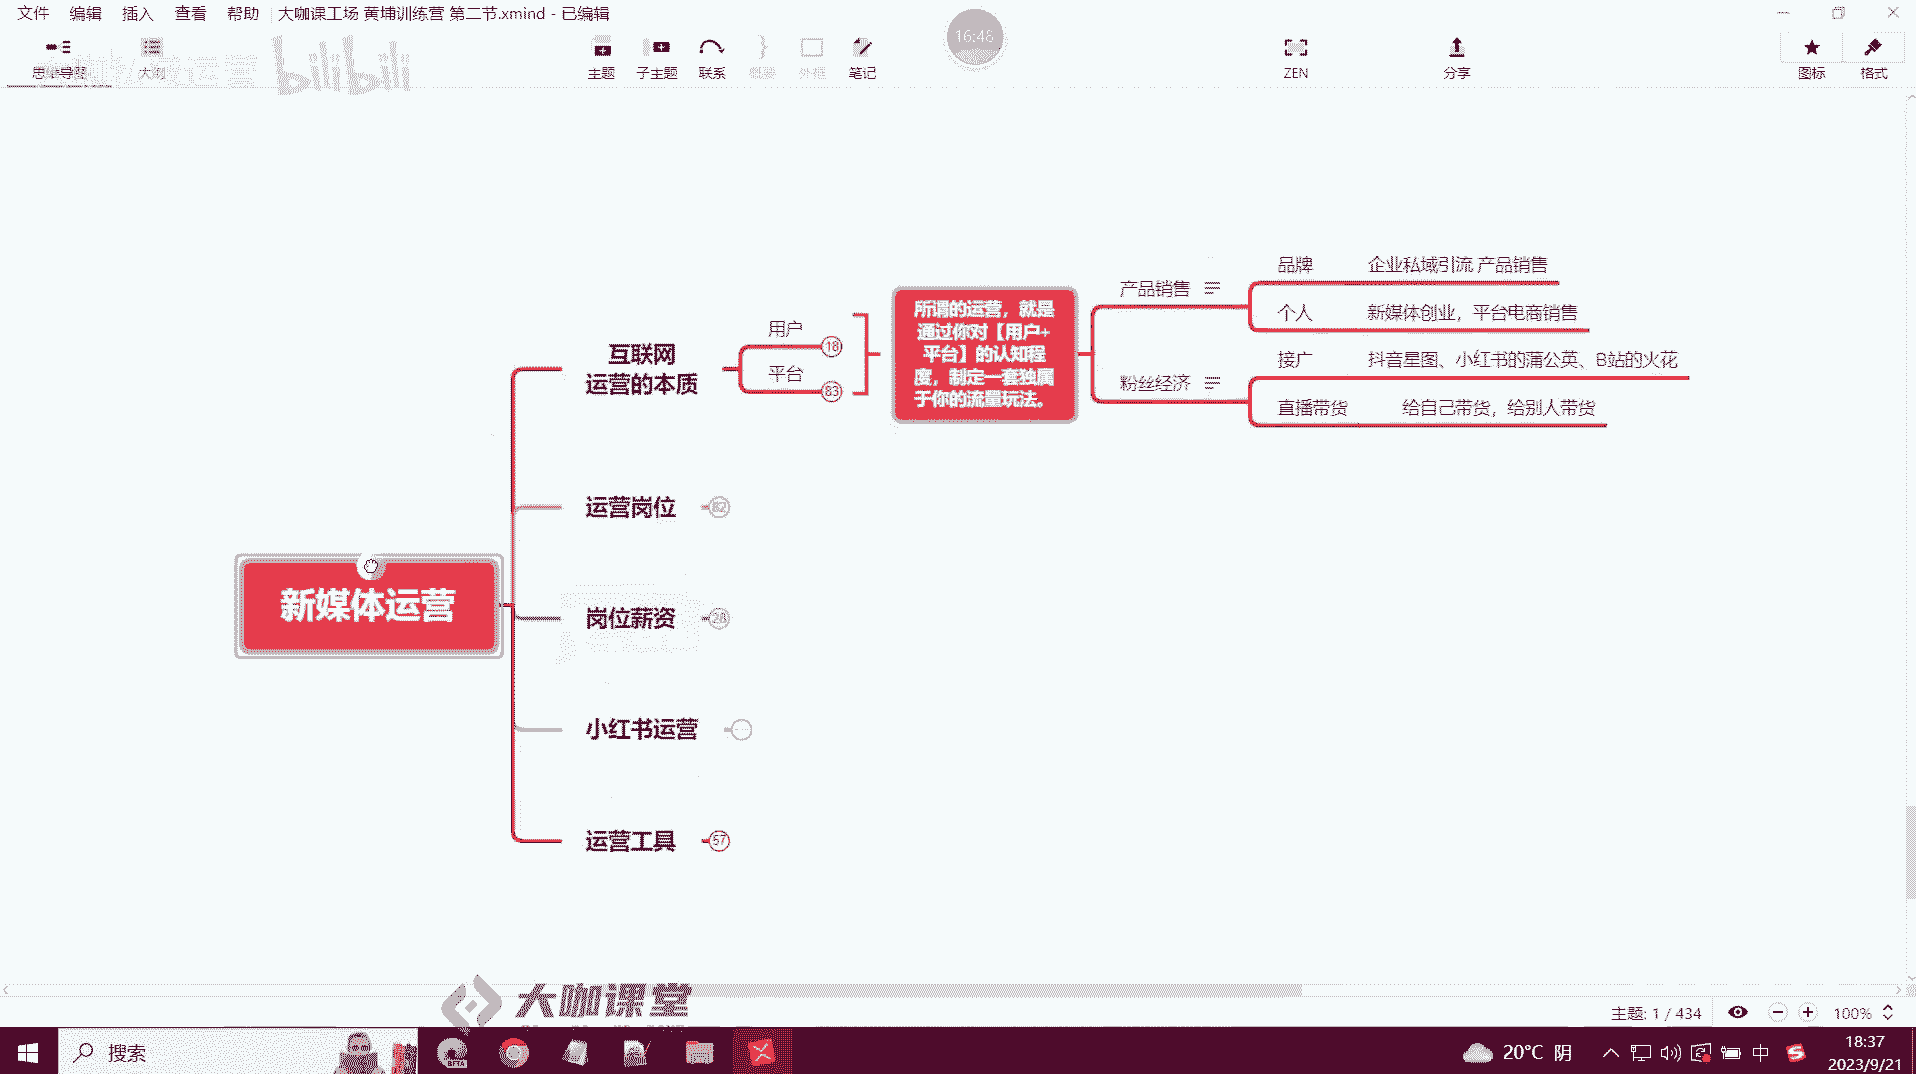 文件 编辑 插入 查看 帮助 大咖课工场 黄埔训练营 第二节.xmind - 已编辑
16:46
思维导图 大纲 主题 子主题 联系 概要 外框 笔记 ZEN 分享 图标 格式
bilibili
新媒体运营
互联网
运营的本质
用户
18
平台
83
所谓的运营，就是
通过你对【用户+
平台】的认知程
度，制定一套独属
于你的流量玩法。
产品销售
品牌 企业私域引流 产品销售
个人 新媒体创业，平台电商销售
粉丝经济
接广 抖音星图、小红书的蒲公英、B站的火花
直播带货 给自己带货，给别人带货
运营岗位
82
岗位薪资
28
小红书运营
运营工具
57
大咖课堂
主题: 1 / 434 100%
搜索
BETA
20°C 阴
中
18:37
2023/9/21